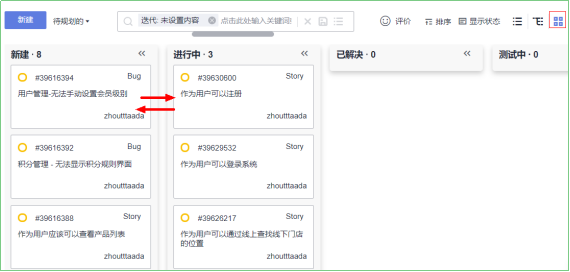 新建 待规划的 迭代: 未设置内容 点击此处输入关键词 评价 排序 显示状态
新建 · 8
#39616394 Bug
用户管理-无法手动设置会员级别
zhoutttaada
#39616392 Bug
积分管理 - 无法显示积分规则界面
zhoutttaada
#39616388 Story
作为用户应该可以查看产品列表
zhoutttaada
进行中 · 3
#39630600 Story
作为用户可以注册
zhoutttaada
#39629532 Story
作为用户可以登录系统
zhoutttaada
#39626217 Story
作为用户可以通过线上查找线下门店
的位置
zhoutttaada
已解决 · 0
测试中 · 0